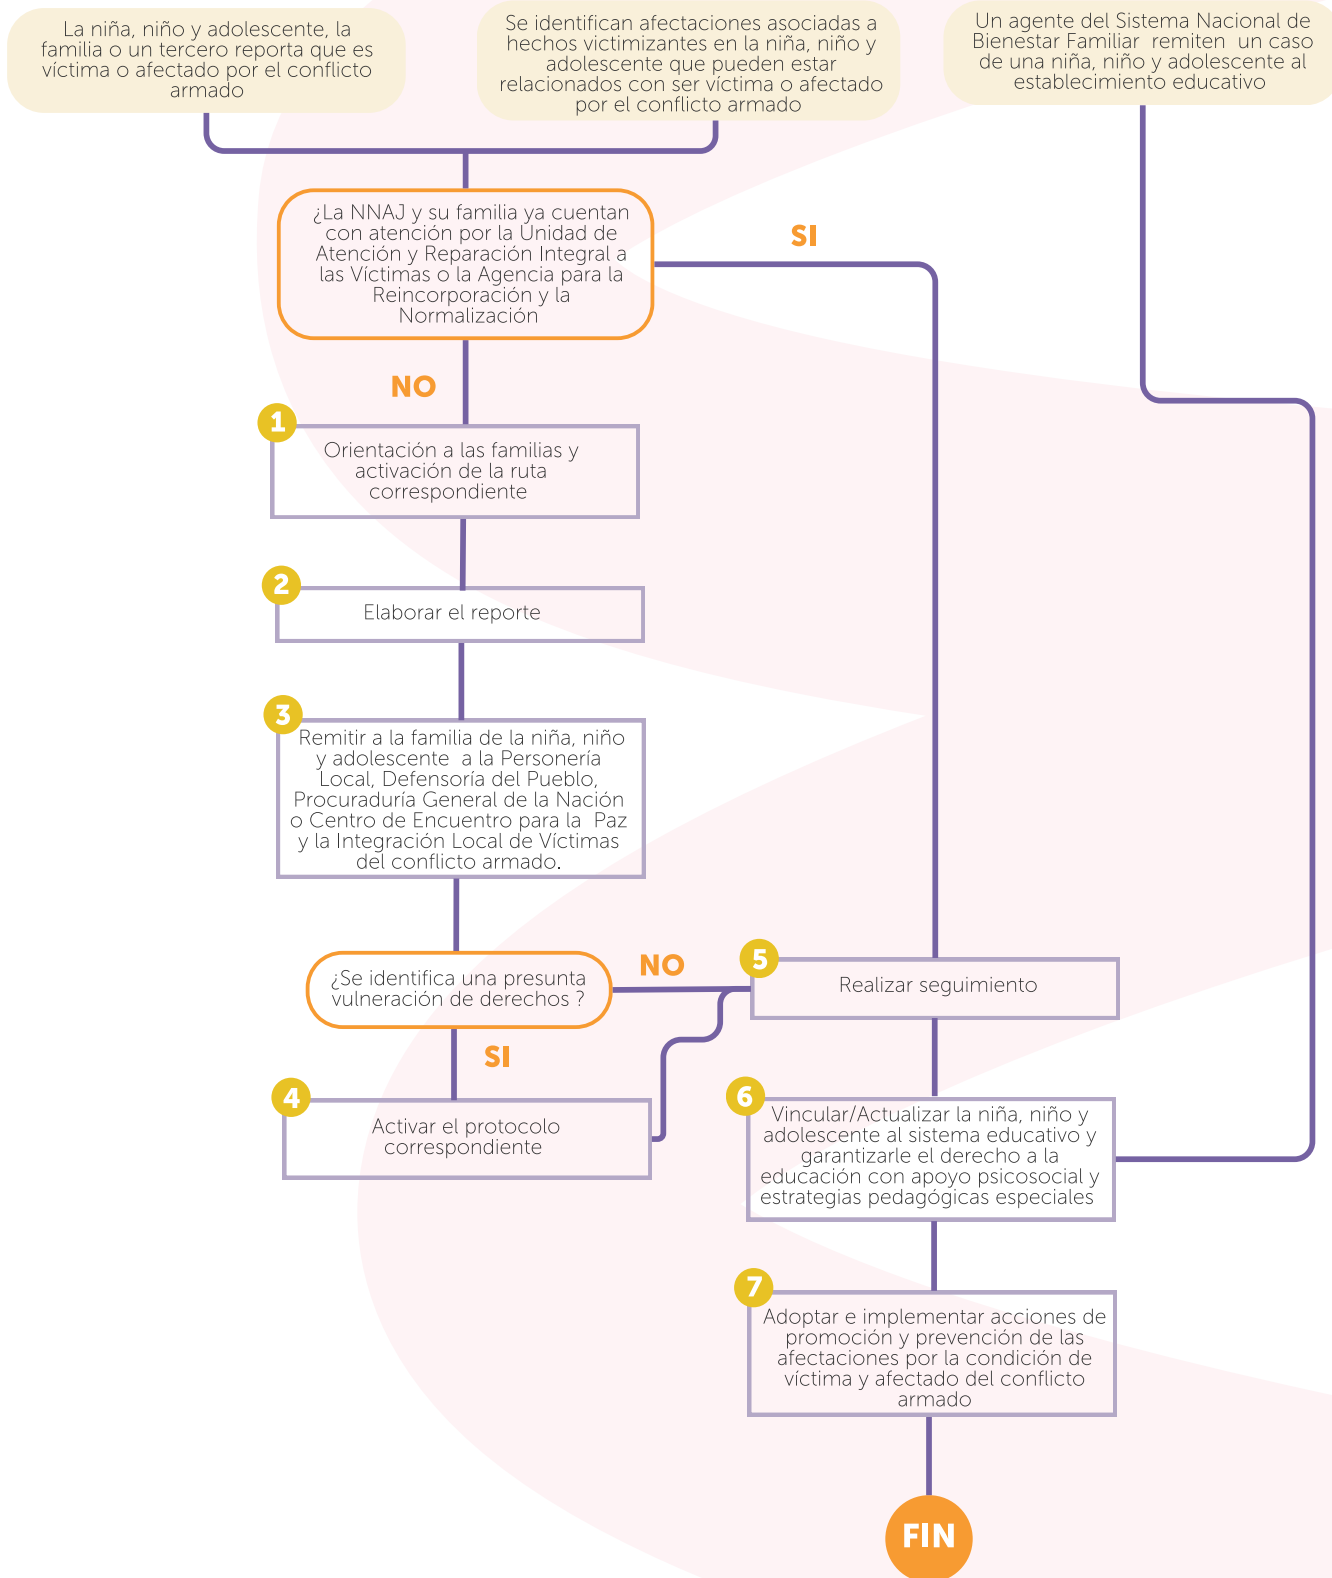 La niña, niño y adolescente, la
familia o un tercero reporta que es
víctima o afectado por el conflicto
armado
Se identifican afectaciones asociadas a
hechos victimizantes en la niña, niño y
adolescente que pueden estar
relacionados con ser víctima o afectado
por el conflicto armado
Un agente del Sistema Nacional de
Bienestar Familiar remiten un caso
de una niña, niño y adolescente al
establecimiento educativo
¿La NNAJ y su familia ya cuentan
con atención por la Unidad de
Atención y Reparación Integral a
las Víctimas o la Agencia para la
Reincorporación y la
Normalización
SI
NO
1
Orientación a las familias y
activación de la ruta
correspondiente
2
Elaborar el reporte
3
Remitir a la familia de la niña, niño
y adolescente a la Personería
Local, Defensoría del Pueblo,
Procuraduría General de la Nación
o Centro de Encuentro para la Paz
y la Integración Local de Víctimas
del conflicto armado.
¿Se identifica una presunta
vulneración de derechos ?
NO
SI
4
Activar el protocolo
correspondiente
5
Realizar seguimiento
6
Vincular/Actualizar la niña, niño y
adolescente al sistema educativo y
garantizarle el derecho a la
educación con apoyo psicosocial y
estrategias pedagógicas especiales
7
Adoptar e implementar acciones de
promoción y prevención de las
afectaciones por la condición de
víctima y afectado del conflicto
armado
FIN